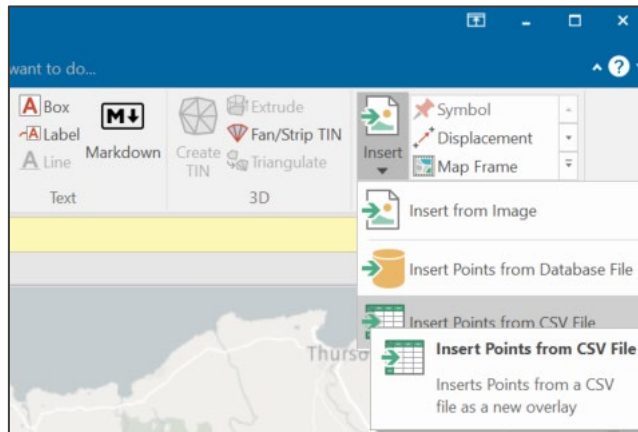 want to do...
?
A Box
A Label
A Line
M
Markdown
Create
TIN
Extrude
Fan/Strip TIN
Triangulate
Insert
Symbol
Displacement
Map Frame
Text
3D
Insert from Image
Insert Points from Database File
Insert Points from CSV File
Thurso
Insert Points from CSV File
Inserts Points from a CSV
file as a new overlay